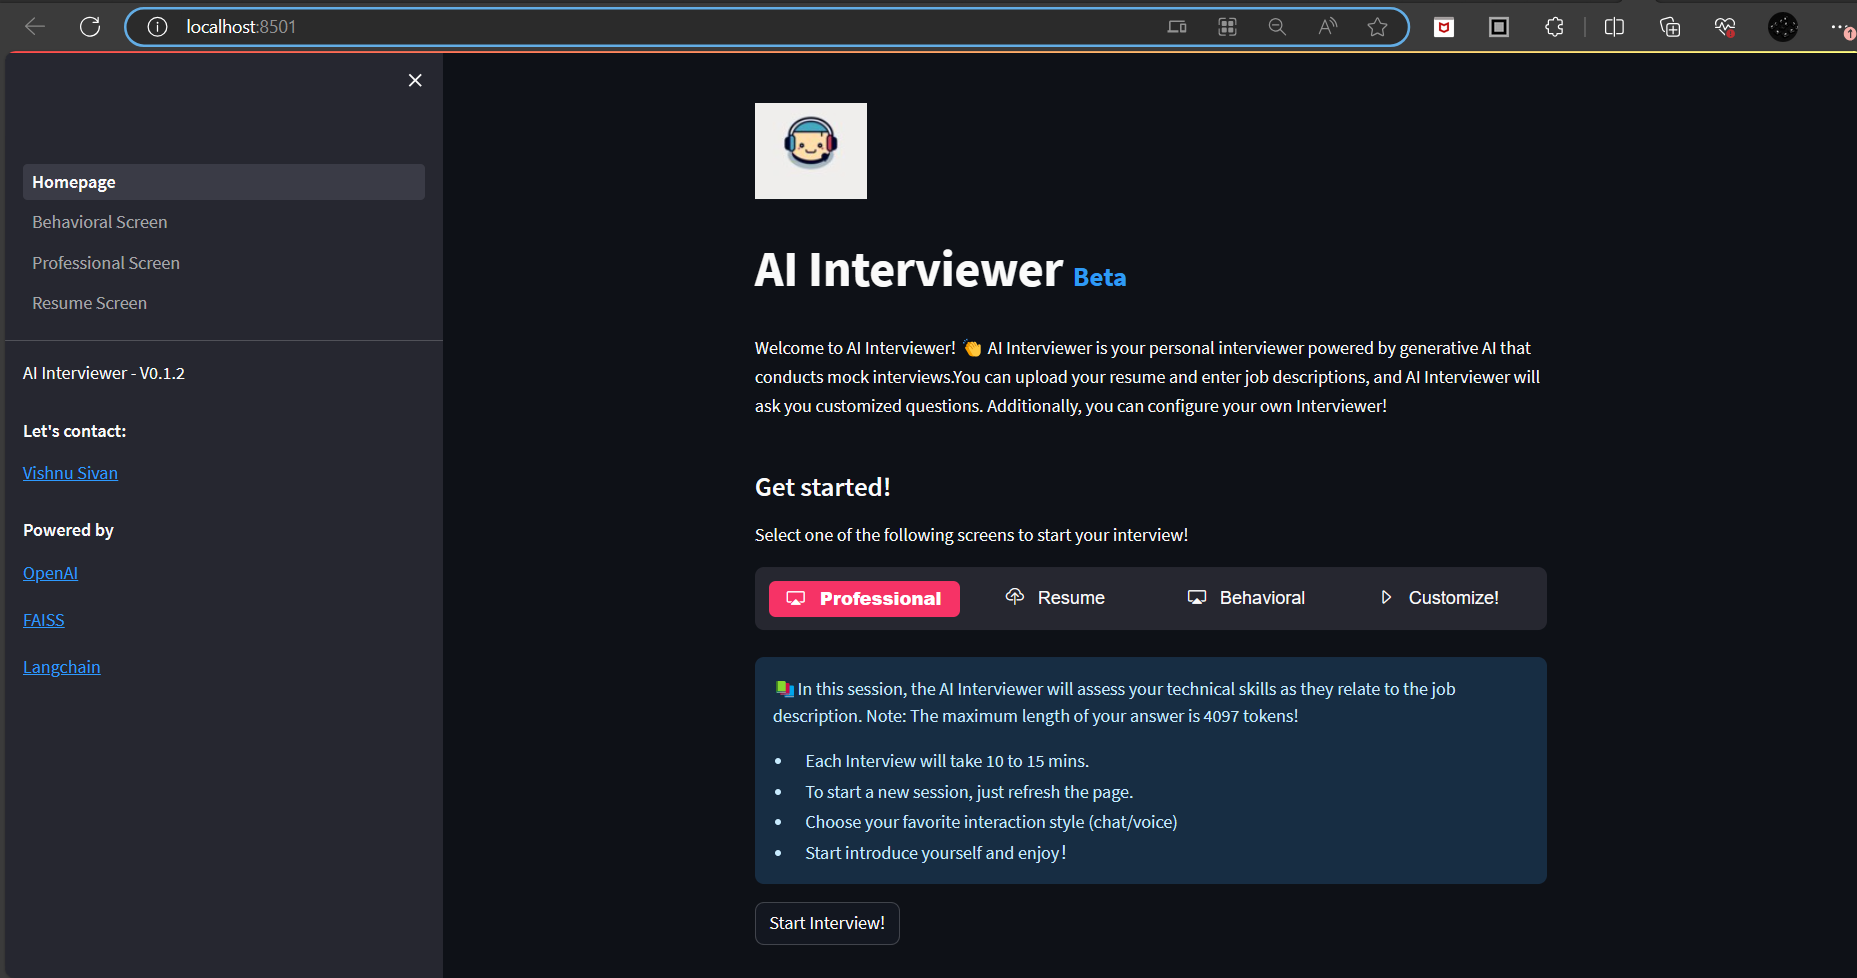 localhost:8501
1
Homepage
Behavioral Screen
Professional Screen
Resume Screen
AI Interviewer - V0.1.2
Let's contact:
Vishnu Sivan
Powered by
OpenAI
FAISS
Langchain
AI Interviewer Beta
Welcome to AI Interviewer! 👏 AI Interviewer is your personal interviewer powered by generative AI that
conducts mock interviews.You can upload your resume and enter job descriptions, and AI Interviewer will
ask you customized questions. Additionally, you can configure your own Interviewer!
Get started!
Select one of the following screens to start your interview!
Professional Resume Behavioral Customize!
📚In this session, the AI Interviewer will assess your technical skills as they relate to the job
description. Note: The maximum length of your answer is 4097 tokens!
• Each Interview will take 10 to 15 mins.
• To start a new session, just refresh the page.
• Choose your favorite interaction style (chat/voice)
• Start introduce yourself and enjoy!
Start Interview!